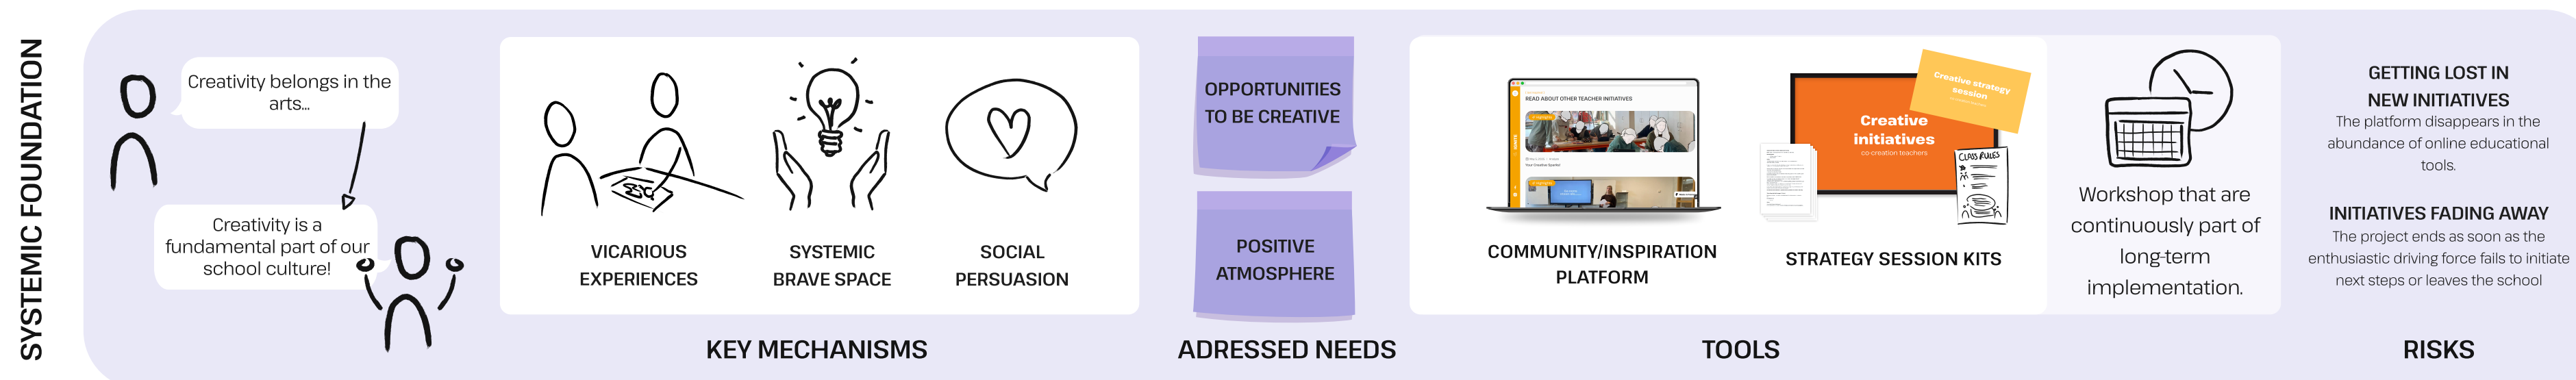 SYSTEMIC FOUNDATION
Creativity belongs in the
arts...
Creativity is a
fundamental part of our
school culture!
VICARIOUS
EXPERIENCES
SYSTEMIC
BRAVE SPACE
SOCIAL
PERSUASION
KEY MECHANISMS
OPPORTUNITIES
TO BE CREATIVE
POSITIVE
ATMOSPHERE
ADRESSED NEEDS
READ ABOUT OTHER TEACHER INITIATIVES
COMMUNITY/INSPIRATION
PLATFORM
Creative strategy
session
Creative
initiatives
co-creation teachers
CLASS RULES
STRATEGY SESSION KITS
Workshop that are
continuously part of
long-term
implementation.
TOOLS
GETTING LOST IN
NEW INITIATIVES
The platform disappears in the
abundance of online educational
tools.
INITIATIVES FADING AWAY
The project ends as soon as the
enthusiastic driving force fails to initiate
next steps or leaves the school
RISKS